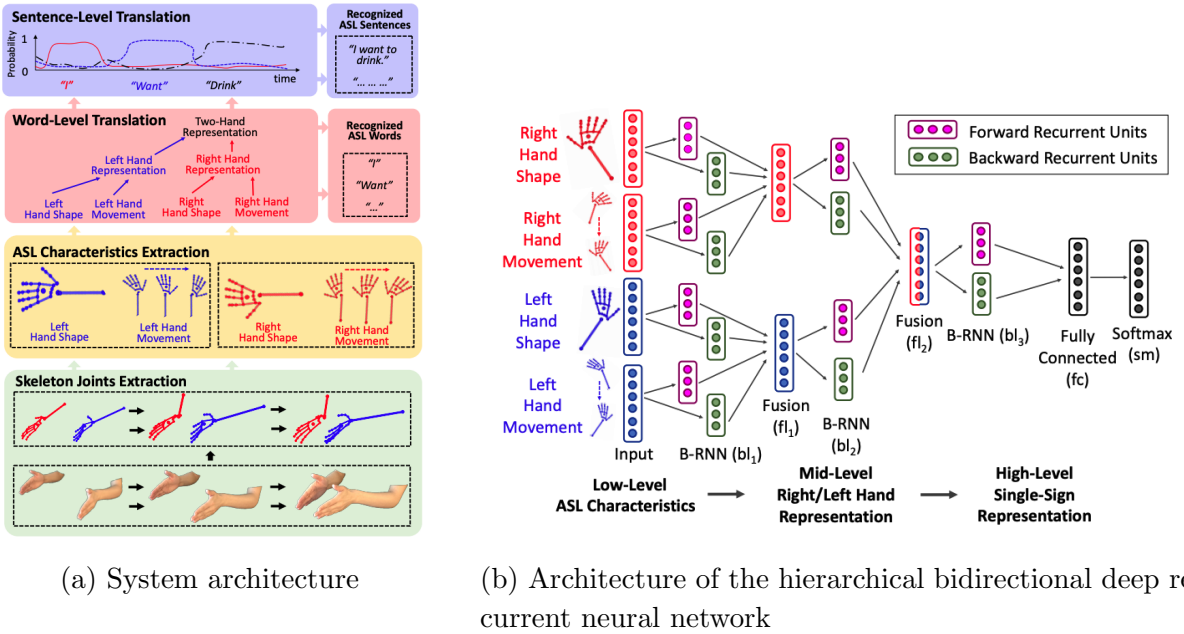 Sentence-Level Translation
Probability
1
0
time
"I"
"Want"
"Drink"
Recognized
ASL Sentences
"I want to
drink."
"... ... ..."
Word-Level Translation
Two-Hand
Representation
Left Hand
Representation
Right Hand
Representation
Left
Hand Shape
Left Hand
Movement
Right
Hand Shape
Right Hand
Movement
Recognized
ASL Words
"I"
"Want"
"..."
ASL Characteristics Extraction
Left
Hand Shape
Left Hand
Movement
Right
Hand Shape
Right Hand
Movement
Skeleton Joints Extraction
(a) System architecture
Right
Hand
Shape
Right
Hand
Movement
Left
Hand
Shape
Left
Hand
Movement
Input
B-RNN (bl1)
Fusion
(fl1)
B-RNN
(bl2)
Fusion
(fl2)
B-RNN (bl3)
Fully
Connected
(fc)
Softmax
(sm)
Forward Recurrent Units
Backward Recurrent Units
Low-Level
ASL Characteristics
Mid-Level
Right/Left Hand
Representation
High-Level
Single-Sign
Representation
(b) Architecture of the hierarchical bidirectional deep re
current neural network